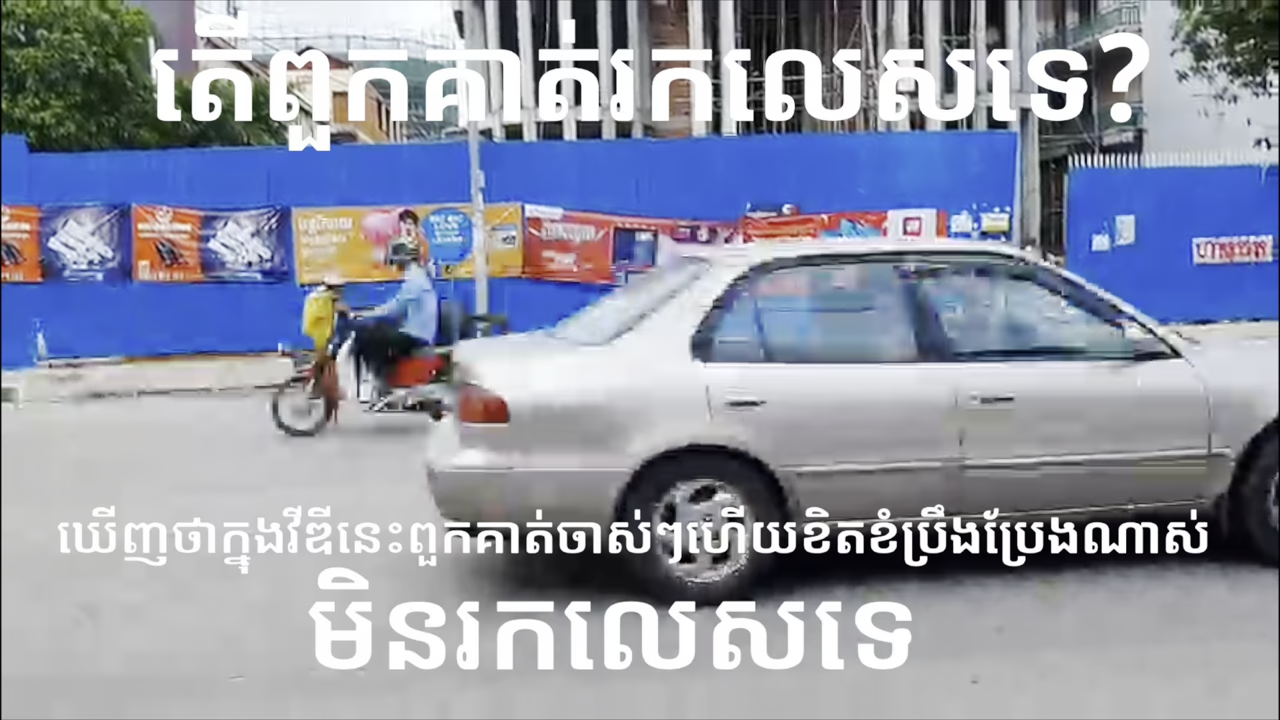 តើពួកគាត់រកលេសទេ?
ឃើញថាក្នុងវីឌីនេះពួកគាត់ចាស់ៗហើយខិតខំប្រឹងប្រែងណាស់
មិនរកលេសទេ